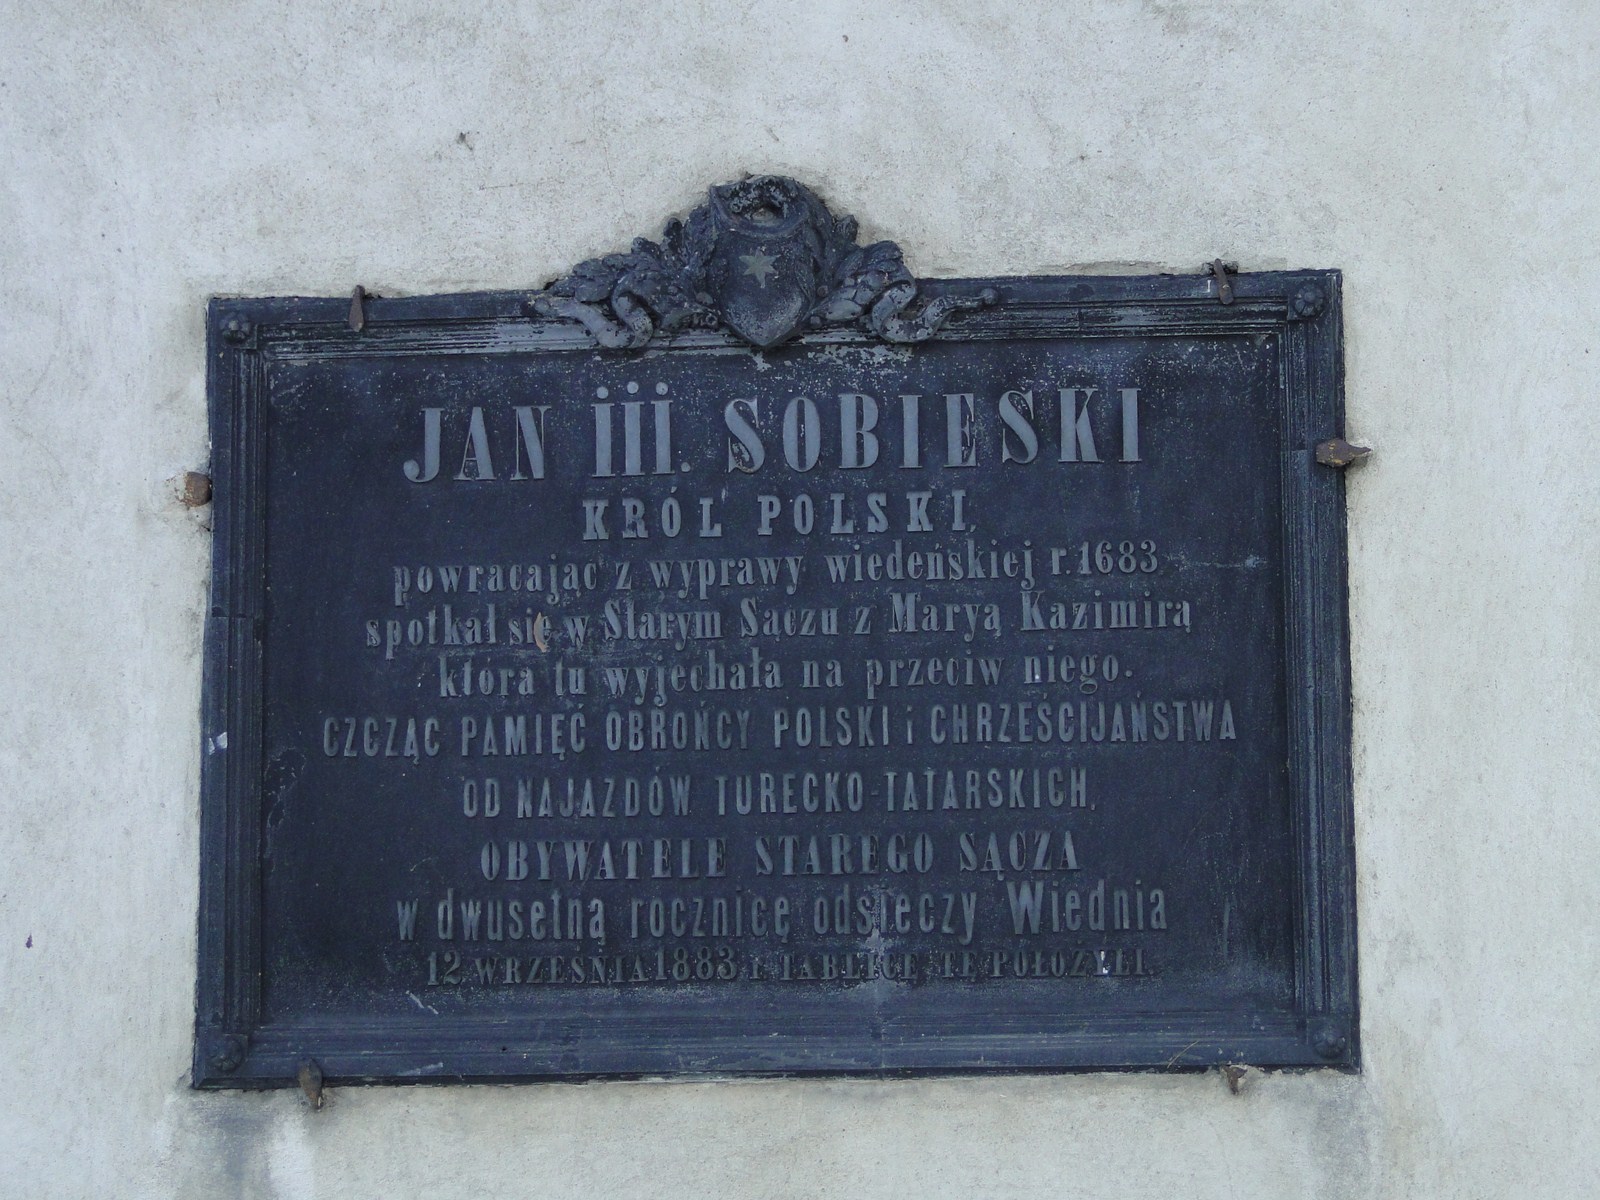 JAN III. SOBIESKI
KRÓL POLSKI,
powracając z wyprawy wiedeńskiej r. 1683
spotkał się w Starym Sączu z Maryą Kazimirą
która tu wyjechała na przeciw niego.
CZCZĄC PAMIĘĆ OBROŃCY POLSKI i CHRZEŚCIJAŃSTWA
OD NAJAZDÓW TURECKO-TATARSKICH,
OBYWATELE STAREGO SĄCZA
w dwusetną rocznicę odsieczy Wiednia
12 WRZEŚNIA 1883 r. TABLICĘ TĘ POŁOŻYLI.